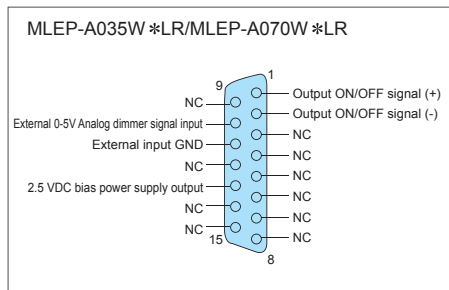 MLEP-A035W＊LR/MLEP-A070W＊LR
9
1
NC
Output ON/OFF signal (+)
External 0-5V Analog dimmer signal input
Output ON/OFF signal (-)
External input GND
NC
NC
NC
2.5 VDC bias power supply output
NC
NC
NC
NC
NC
15
NC
8